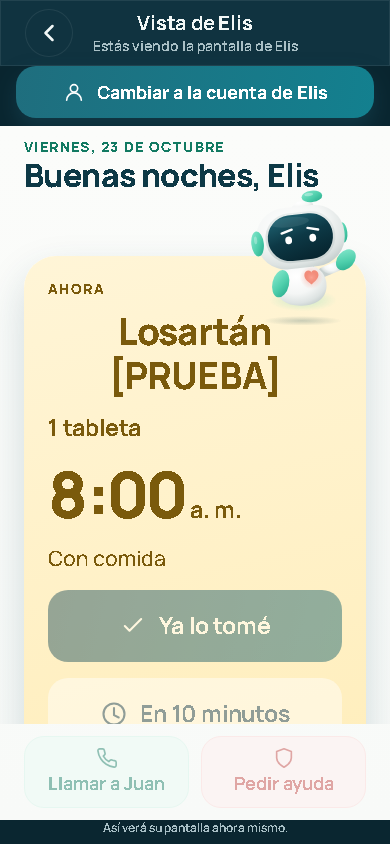 Vista de Elis
Estás viendo la pantalla de Elis
Cambiar a la cuenta de Elis
VIERNES, 23 DE OCTUBRE
Buenas noches, Elis
AHORA
Losartán
[PRUEBA]
1 tableta
8:00 a. m.
Con comida
Ya lo tomé
En 10 minutos
Llamar a Juan
Pedir ayuda
Así verá su pantalla ahora mismo.